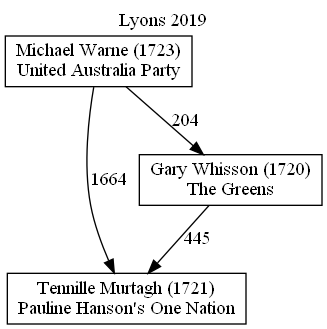 Lyons 2019
Michael Warne (1723)
United Australia Party
204
Gary Whisson (1720)
The Greens
1664
445
Tennille Murtagh (1721)
Pauline Hanson's One Nation